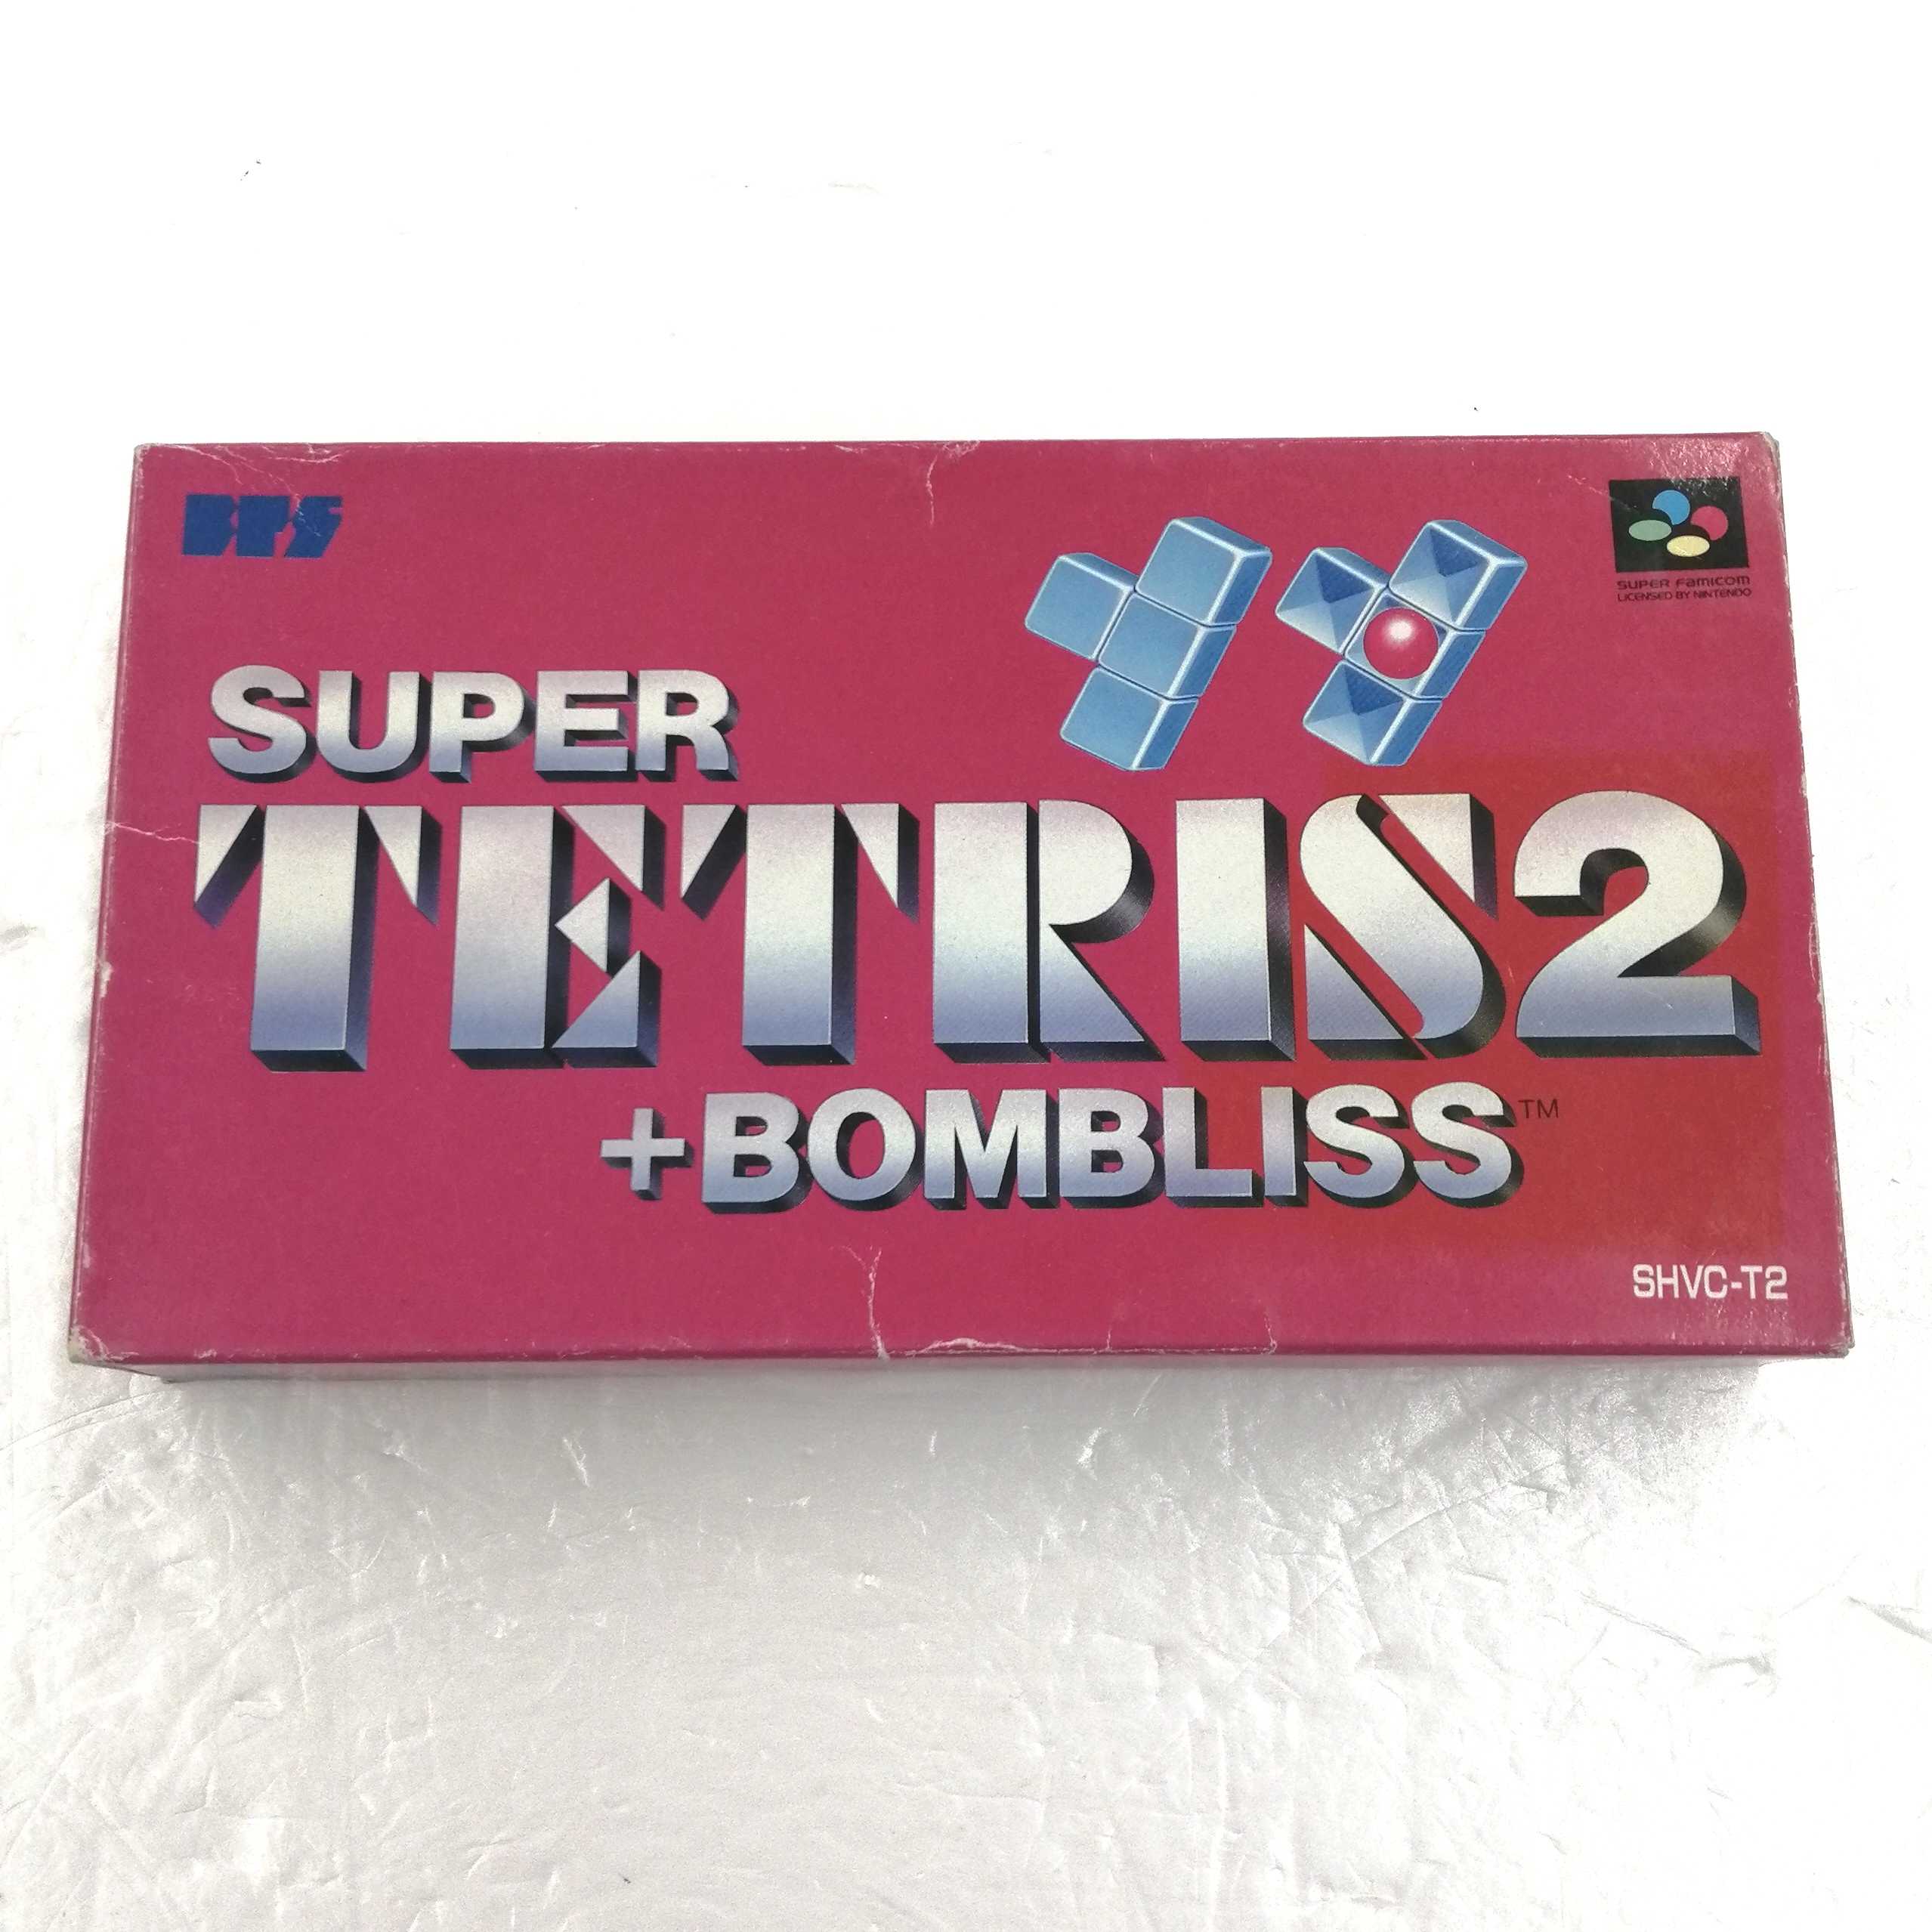 BPS
SUPER FAMICOM
LICENSED BY NINTENDO
SUPER
TETRIS2
+BOMBLISS™
SHVC-T2